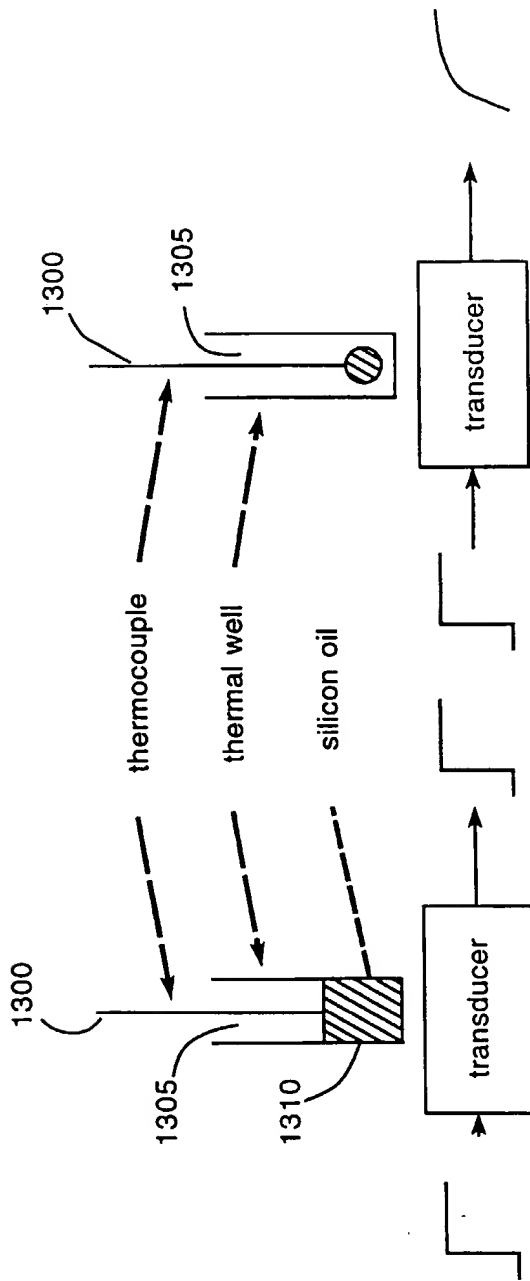 1300
1305
1310
transducer
thermocouple
thermal well
silicon oil
1300
1305
transducer